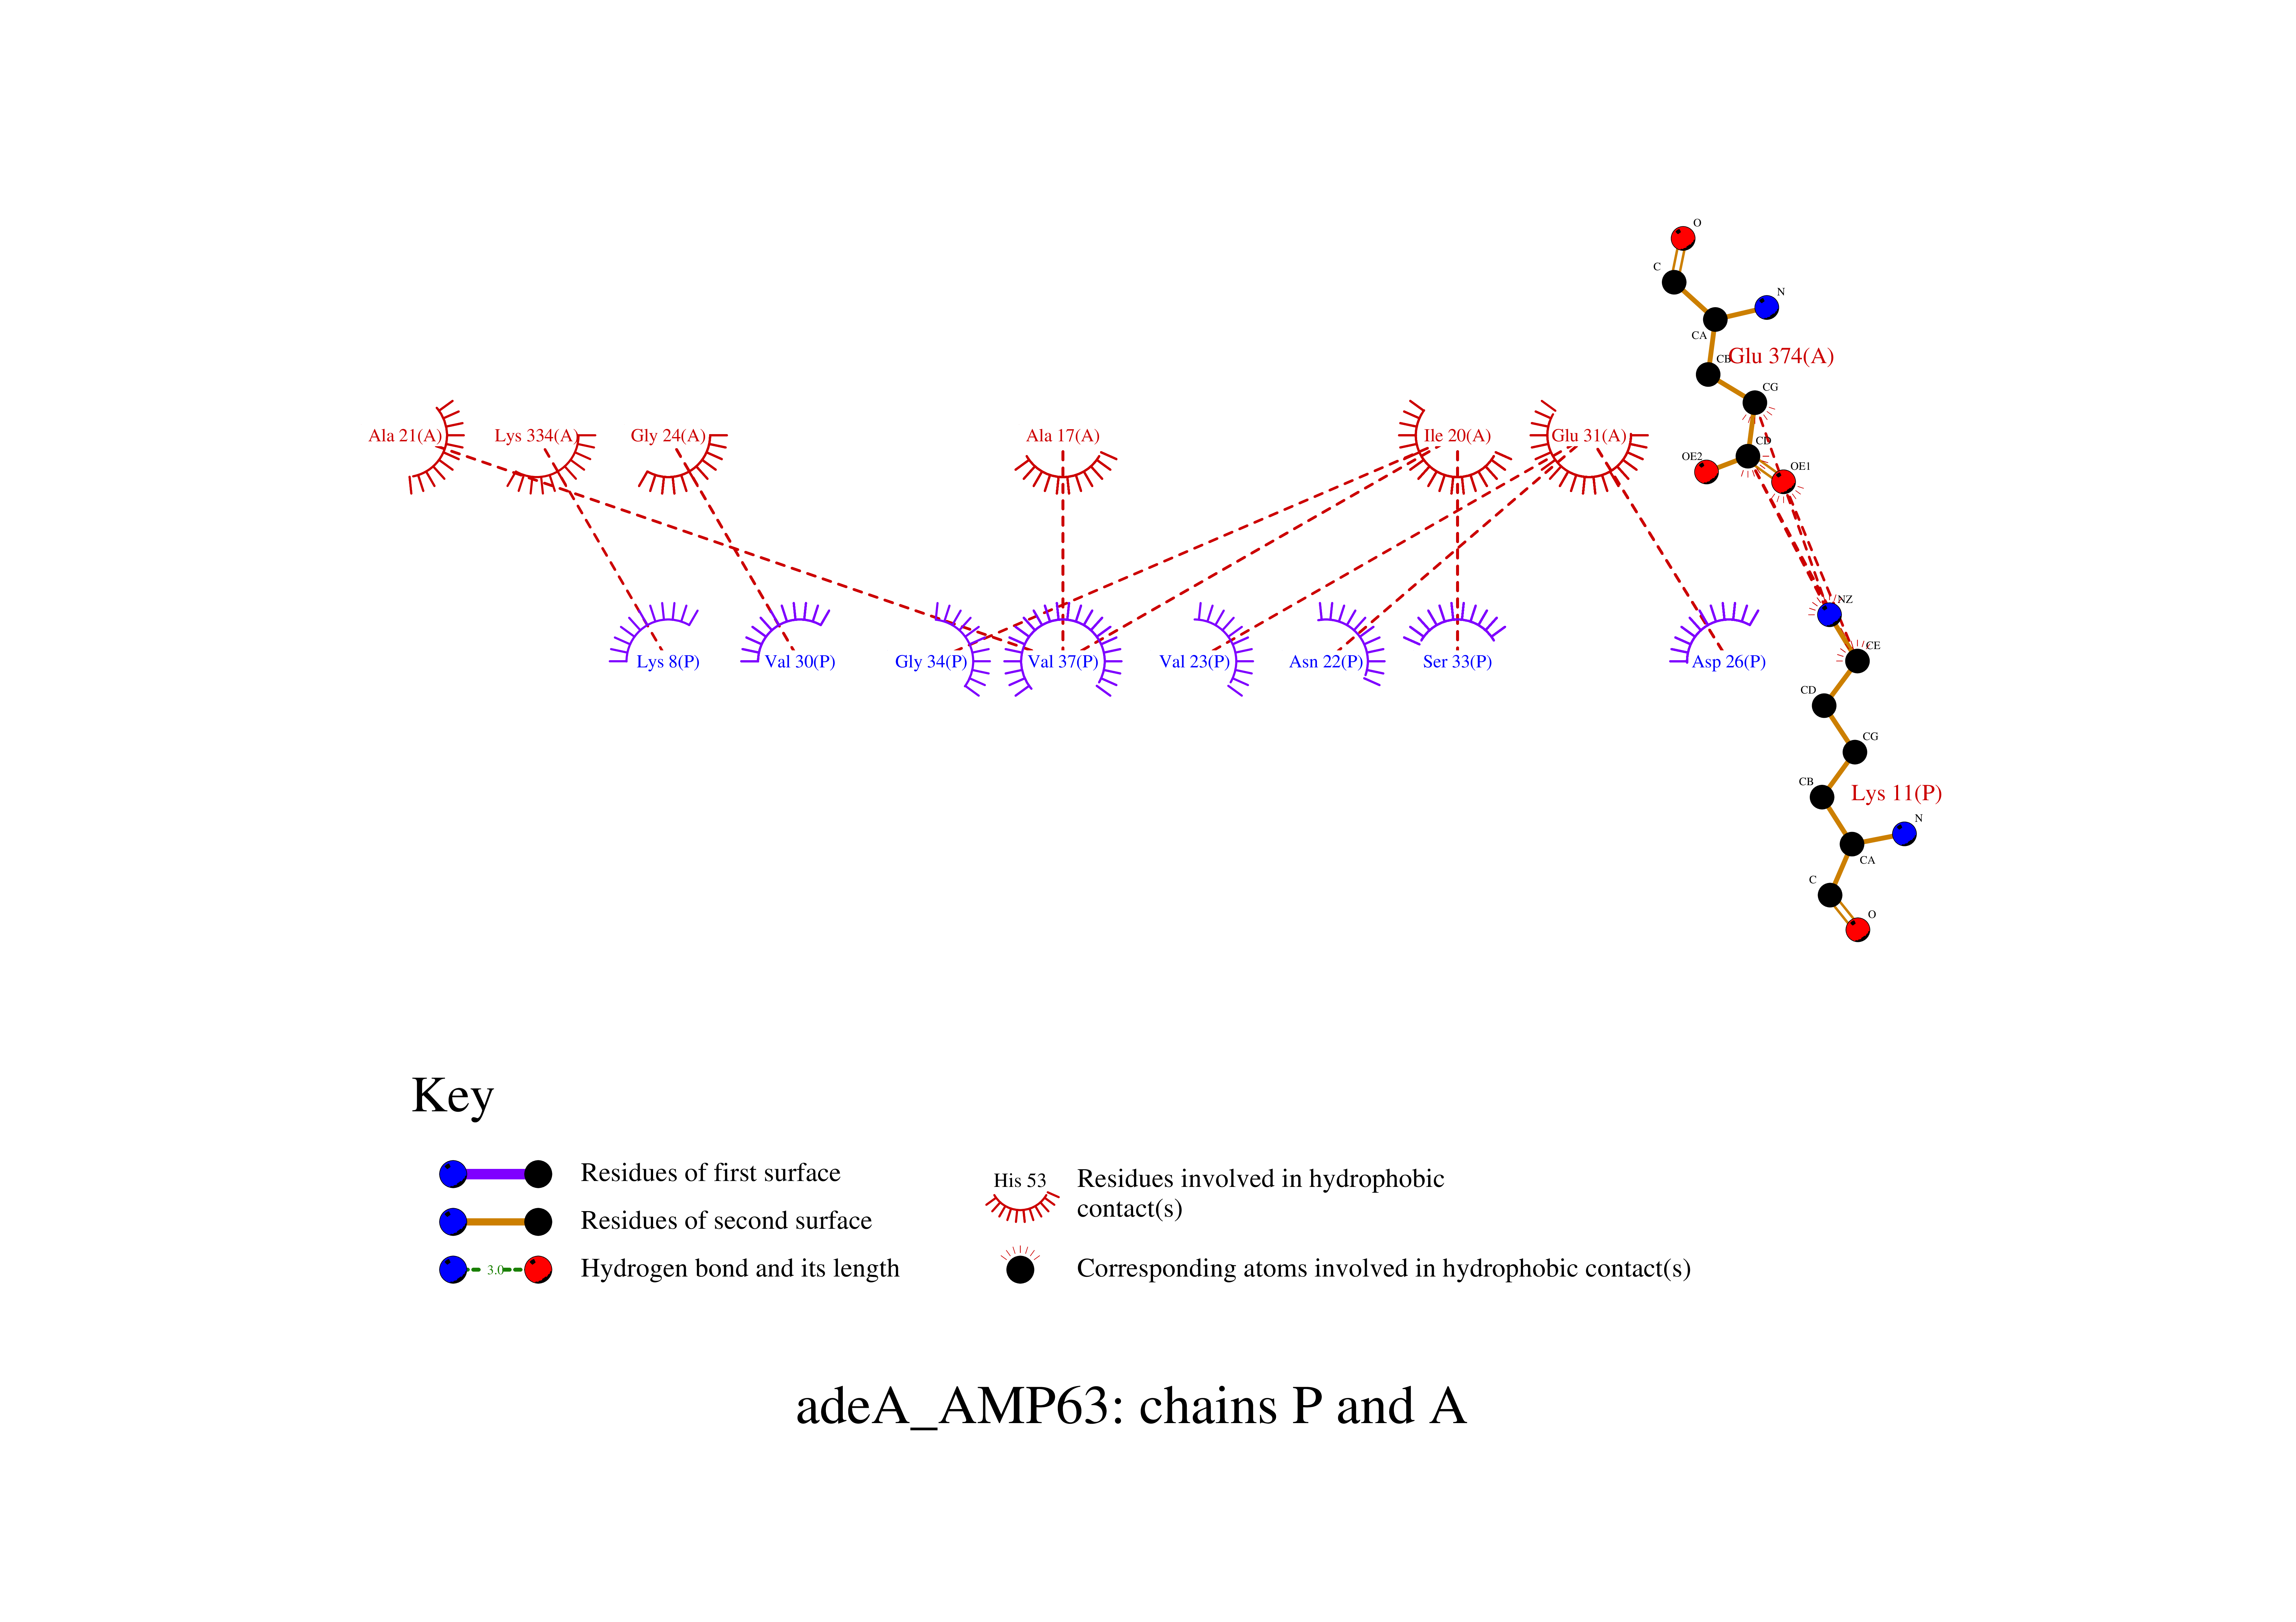 O
C
N
CA
CB
Glu 374(A)
CG
Ala 21(A) Lys 334(A) Gly 24(A) Ala 17(A) Ile 20(A) Glu 31(A)
CD
OE2 OE1
NZ
CE
Lys 8(P) Val 30(P) Gly 34(P) Val 37(P) Val 23(P) Asn 22(P) Ser 33(P) Asp 26(P)
CD
CG
CB
Lys 11(P)
N
CA
C
O
Key
Residues of first surface
Residues of second surface
3.0
Hydrogen bond and its length
His 53
Residues involved in hydrophobic
contact(s)
Corresponding atoms involved in hydrophobic contact(s)
adeA_AMP63: chains P and A